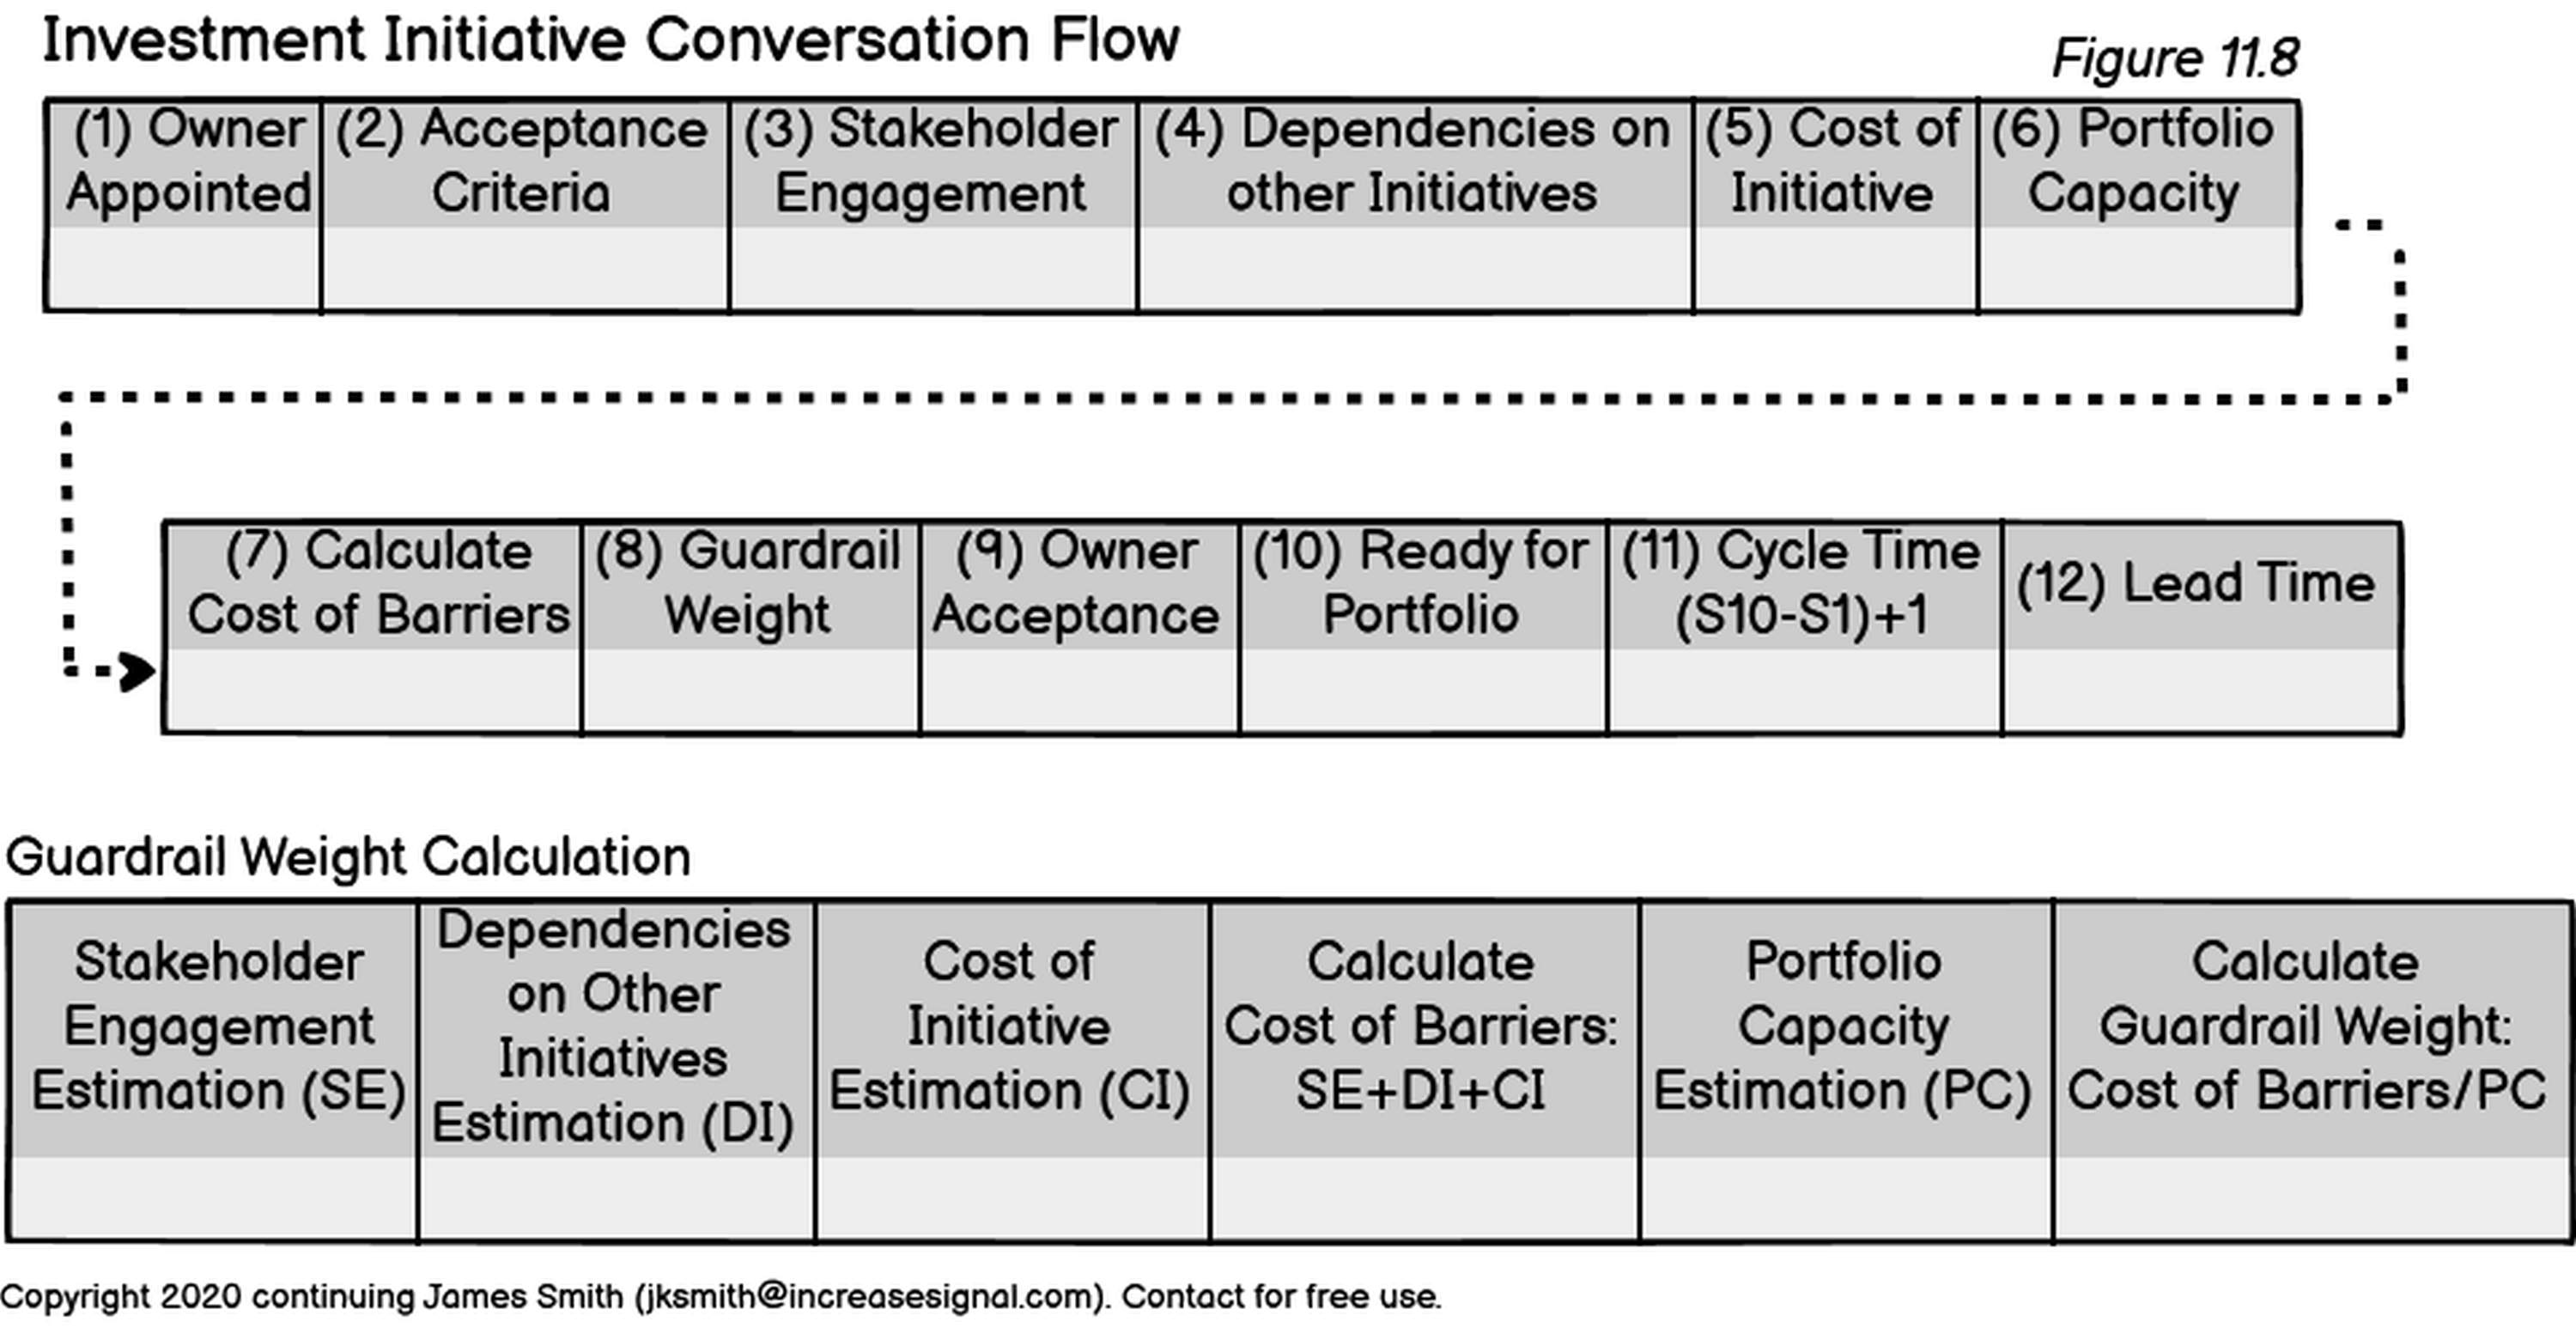 Investment Initiative Conversation Flow
Figure 11.8
(1) Owner
Appointed
(2) Acceptance
Criteria
(3) Stakeholder
Engagement
(4) Dependencies on
other Initiatives
(5) Cost of
Initiative
(6) Portfolio
Capacity
(7) Calculate
Cost of Barriers
(8) Guardrail
Weight
(9) Owner
Acceptance
(10) Ready for
Portfolio
(11) Cycle Time
(S10-S1)+1
(12) Lead Time
Guardrail Weight Calculation
Stakeholder
Engagement
Estimation (SE)
Dependencies
on Other
Initiatives
Estimation (DI)
Cost of
Initiative
Estimation (CI)
Calculate
Cost of Barriers:
SE+DI+CI
Portfolio
Capacity
Estimation (PC)
Calculate
Guardrail Weight:
Cost of Barriers/PC
Copyright 2020 continuing James Smith (jksmith@increasesignal.com). Contact for free use.